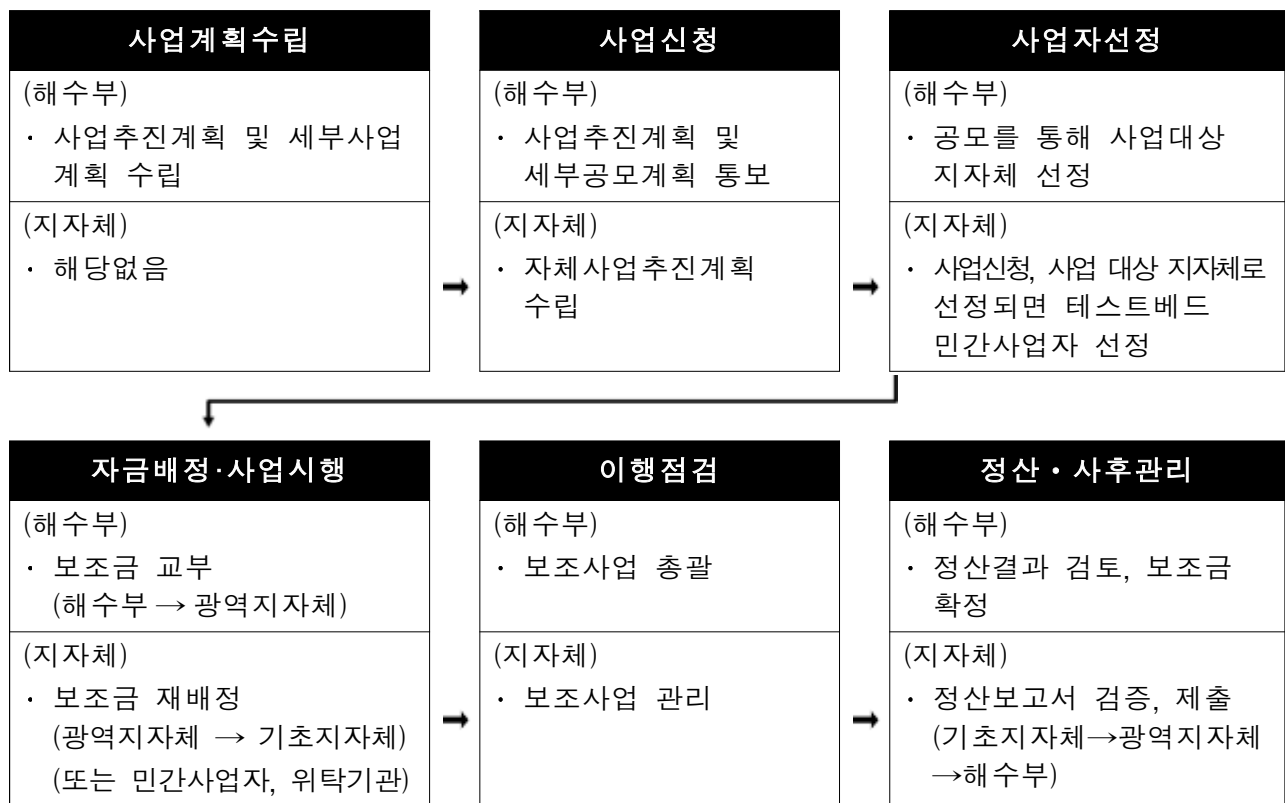 사업계획수립
(해수부)
· 사업추진계획 및 세부사업
계획 수립
(지자체)
· 해당없음
➡
사업신청
(해수부)
· 사업추진계획 및
세부공모계획 통보
(지자체)
· 자체사업추진계획
수립
➡
사업자선정
(해수부)
· 공모를 통해 사업대상
지자체 선정
(지자체)
· 사업신청, 사업 대상 지자체로
선정되면 테스트베드
민간사업자 선정
자금배정·사업시행
(해수부)
· 보조금 교부
(해수부 → 광역지자체)
(지자체)
· 보조금 재배정
(광역지자체 → 기초지자체)
(또는 민간사업자, 위탁기관)
➡
이행점검
(해수부)
· 보조사업 총괄
(지자체)
· 보조사업 관리
➡
정산・사후관리
(해수부)
· 정산결과 검토, 보조금
확정
(지자체)
· 정산보고서 검증, 제출
(기초지자체→광역지자체
→해수부)